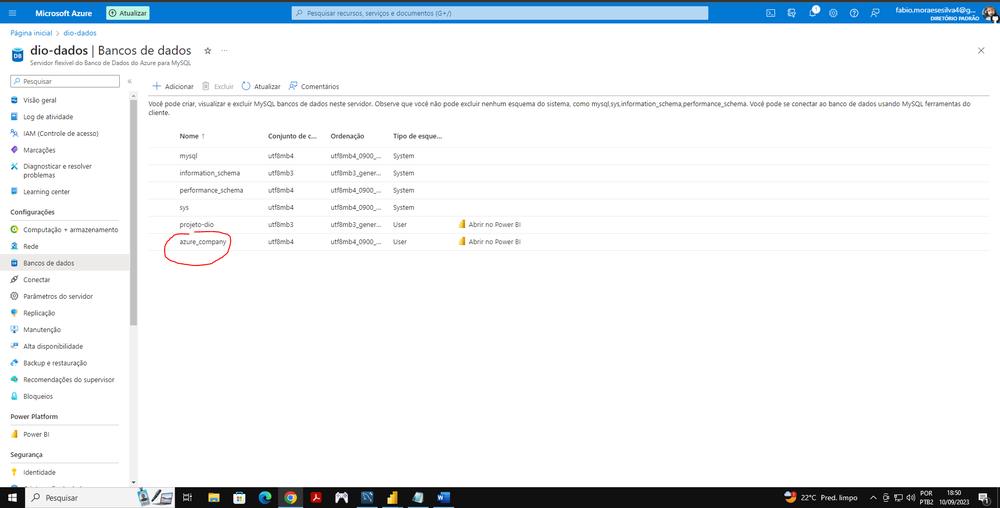 Microsoft Azure
Atualizar
Pesquisar recursos, serviços e documentos (G+/)
1
fabio.moraesesilva4@g...
DIRETÓRIO PADRÃO
Página inicial > dio-dados
DB
dio-dados | Bancos de dados
Servidor flexível do Banco de Dados do Azure para MySQL
Pesquisar
«
Adicionar Excluir Atualizar Comentários
Você pode criar, visualizar e excluir MySQL bancos de dados neste servidor. Observe que você não pode excluir nenhum esquema do sistema, como mysql,sys,information_schema,performance_schema. Você pode se conectar ao banco de dados usando MySQL ferramentas do
cliente.
Nome ↑ Conjunto de c... Ordenação Tipo de esque...
mysql utf8mb4 utf8mb4_0900_... System
information_schema utf8mb3 utf8mb3_gener... System
performance_schema utf8mb4 utf8mb4_0900_... System
sys utf8mb4 utf8mb4_0900_... System
projeto-dio utf8mb3 utf8mb3_gener... User Abrir no Power BI
azure_company utf8mb4 utf8mb4_0900_... User Abrir no Power BI
Visão geral
Log de atividade
IAM (Controle de acesso)
Marcações
Diagnosticar e resolver
problemas
Learning center
Configurações
Computação + armazenamento
Rede
Bancos de dados
Conectar
Parâmetros do servidor
Replicação
Manutenção
Alta disponibilidade
Backup e restauração
Recomendações do supervisor
Bloqueios
Power Platform
Power BI
Segurança
Identidade
Pesquisar
1
22°C Pred. limpo
POR
PTB2
18:50
10/09/2023
1